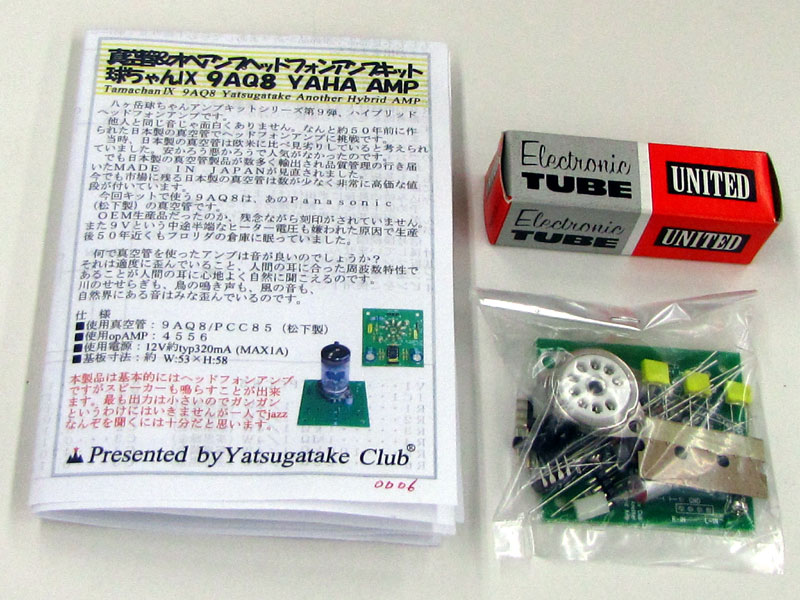 真空管&オペアンプヘッドフォンアンプキット
球ちゃんIX 9AQ8 YAHA AMP
Tamachan IX 9AQ8 Yatsugatake Another Hybrid AMP
八ヶ岳球ちゃんアンプキットシリーズ第9弾、ハイブリッド
ヘッドフォンアンプです。
他人と同じ音じゃ面白くありません。なんと約50年前に作
られた日本製の真空管でヘッドフォンアンプに挑戦です。
当時、日本製の真空管は欧米に比べ見劣りしていると考えられ
ていました。安かろう悪かろうで人気がなかったのです。
でも日本製の真空管製品が数多く輸出され品質管理の行き届
いたMADE IN JAPANが見直されました。
今でも市場に残る日本製の真空管は数が少なく非常に高価な値
段が付いています。
今回キットで使う9AQ8は、あのPanasonic
(松下製)の真空管です。
OEM生産品だったのか、残念ながら刻印がされていません。
また9Vという中途半端なヒーター電圧も嫌われた原因で生産
後50年近くもフロリダの倉庫に眠っていました。
何で真空管を使ったアンプは音が良いのでしょうか?
それは適度に歪んでいること、人間の耳に合った周波数特性で
あることが人間の耳に心地よく自然に聞こえるのです。
川のせせらぎも、鳥の鳴き声も、風の音も、
自然界にある音はみな歪んでいるのです。
仕 様
■使用真空管:9AQ8/PCC85(松下製)
■使用opAMP:4556
■使用電源:12V約typ320mA(MAX1A)
■基板寸法:約 W:53×H:58
本製品は基本的にはヘッドフォンアンプ
ですがスピーカーも鳴らすことが出来
ます。最も出力は小さいのでガンガン
というわけにはいきませんが一人でjazz
なんぞを聞くには十分だと思います。
Presented by Yatsugatake Club®
0006
Electronic
TUBE
UNITED
Electronic
TUBE
UNITED